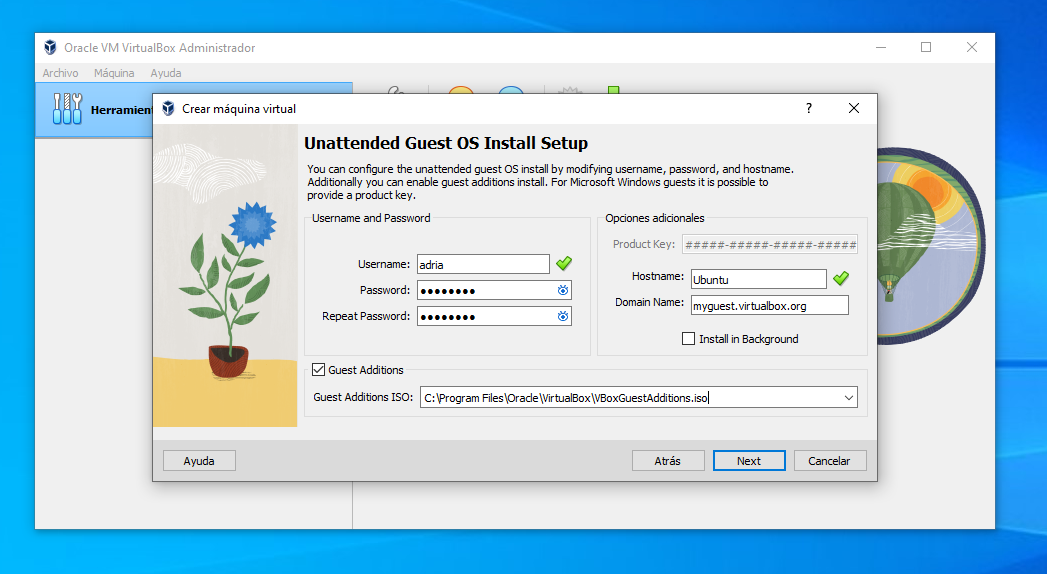 Oracle VM VirtualBox Administrador
Archivo Máquina Ayuda
Crear máquina virtual
?
Unattended Guest OS Install Setup
You can configure the unattended guest OS install by modifying username, password, and hostname.
Additionally you can enable guest additions install. For Microsoft Windows guests it is possible to
provide a product key.
Username and Password
Username: adria
Password: ●●●●●●●●
Repeat Password: ●●●●●●●●
Opciones adicionales
Product Key: #####-#####-#####-#####
Hostname: Ubuntu
Domain Name: myguest.virtualbox.org
Install in Background
Guest Additions
Guest Additions ISO: C:\Program Files\Oracle\VirtualBox\VBoxGuestAdditions.iso
Ayuda Atrás Next Cancelar